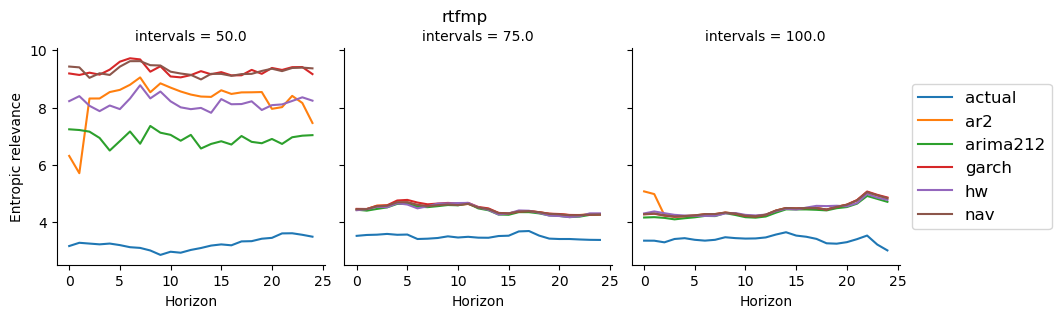 rtfmp
intervals = 50.0
intervals = 75.0
intervals = 100.0
Entropic relevance
10
8
6
4
0 5 10 15 20 25
0 5 10 15 20 25
0 5 10 15 20 25
Horizon
Horizon
Horizon
actual
ar2
arima212
garch
hw
nav